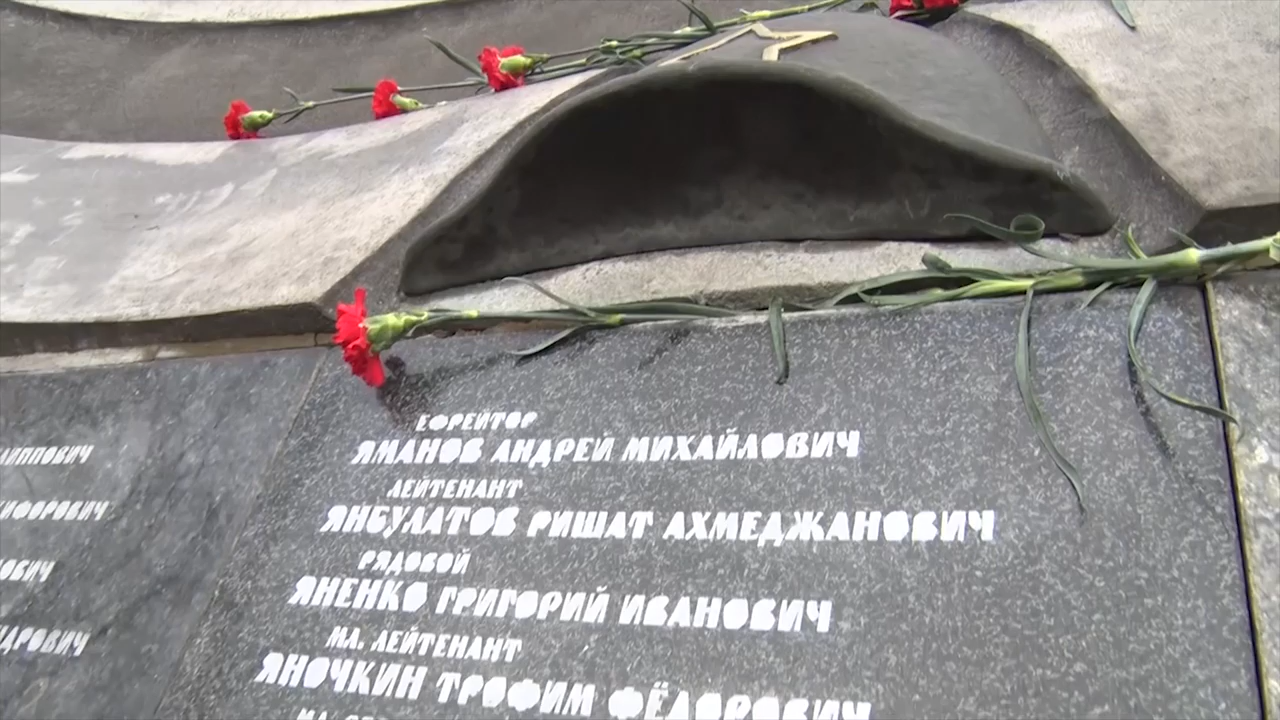 ЕФРЕЙТОР
ЯМАНОВ АНДРЕЙ МИХАЙЛОВИЧ
ЛЕЙТЕНАНТ
ЯНБУЛАТОВ РИШАТ АХМЕДЖАНОВИЧ
РЯДОВОЙ
ЯНЕНКО ГРИГОРИЙ ИВАНОВИЧ
МЛ. ЛЕЙТЕНАНТ
ЯНОЧКИН ТРОФИМ ФЁДОРОВИЧ